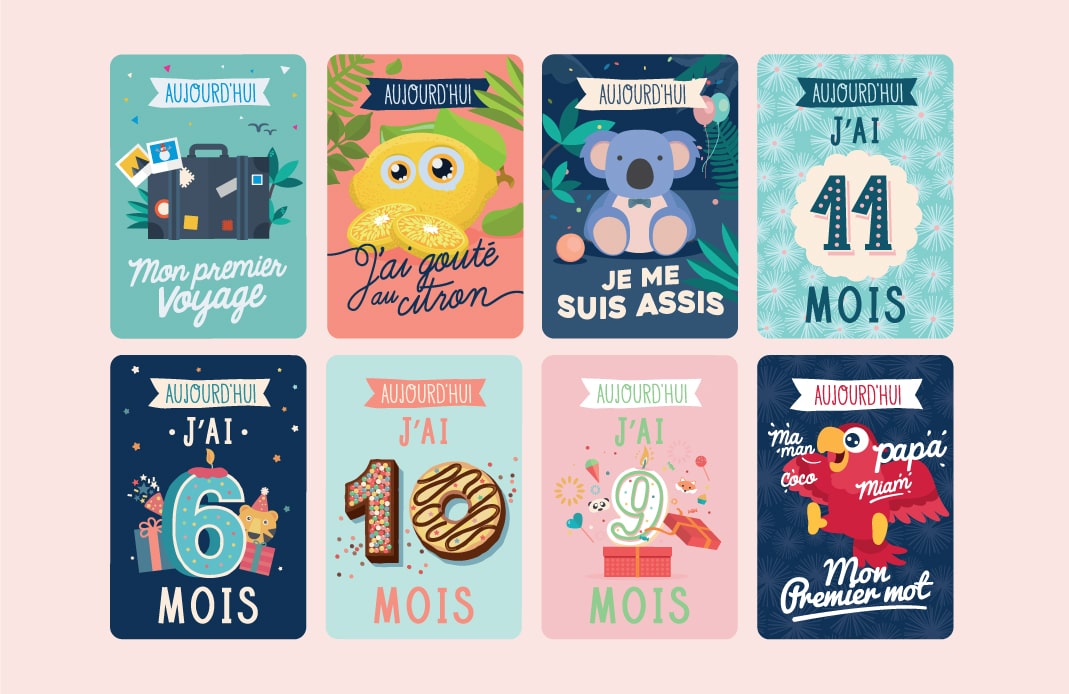 AUJOURD'HUI
Mon premier
Voyage
AUJOURD'HUI
J'ai gouté
au citron
AUJOURD'HUI
JE ME
SUIS ASSIS
AUJOURD'HUI
J'AI
11
MOIS
AUJOURD'HUI
• J'AI •
6
MOIS
AUJOURD'HUI
J'AI
10
MOIS
AUJOURD'HUI
J'AI
9
MOIS
AUJOURD'HUI
Ma
man
papa
Coco
Miam
Mon
Premier mot